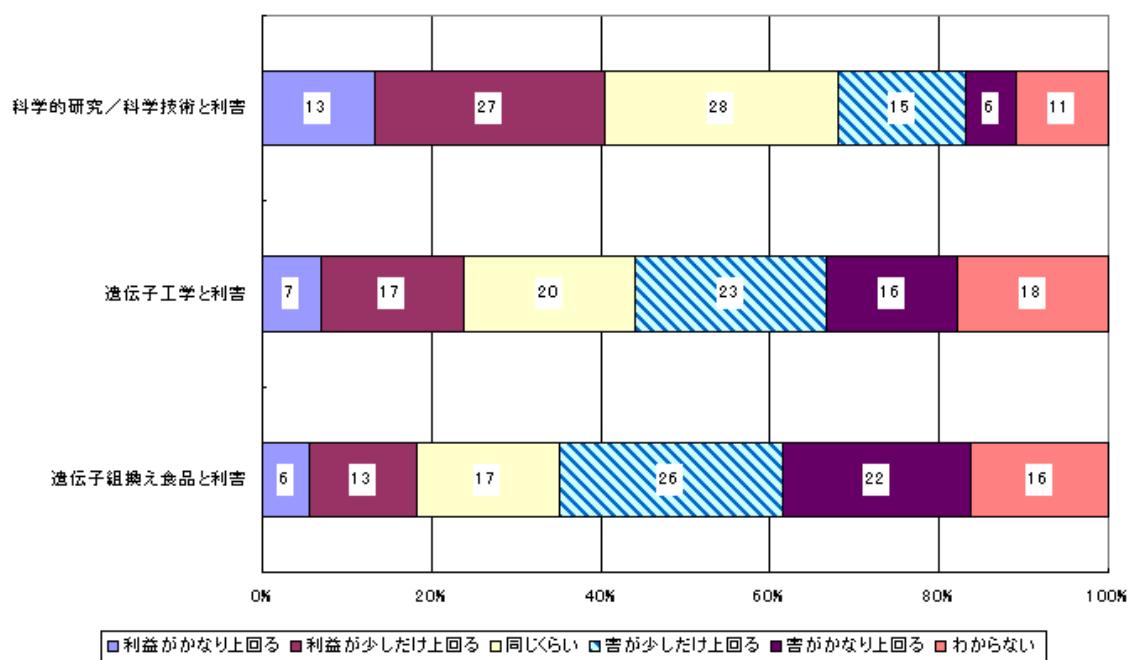 科学的研究／科学技術と利害
13 27 28 15 6 11
遺伝子工学と利害
7 17 20 23 16 18
遺伝子組換え食品と利害
6 13 17 26 22 16
0% 20% 40% 60% 80% 100%
利益がかなり上回る 利益が少しだけ上回る 同じくらい 害が少しだけ上回る 害がかなり上回る わからない